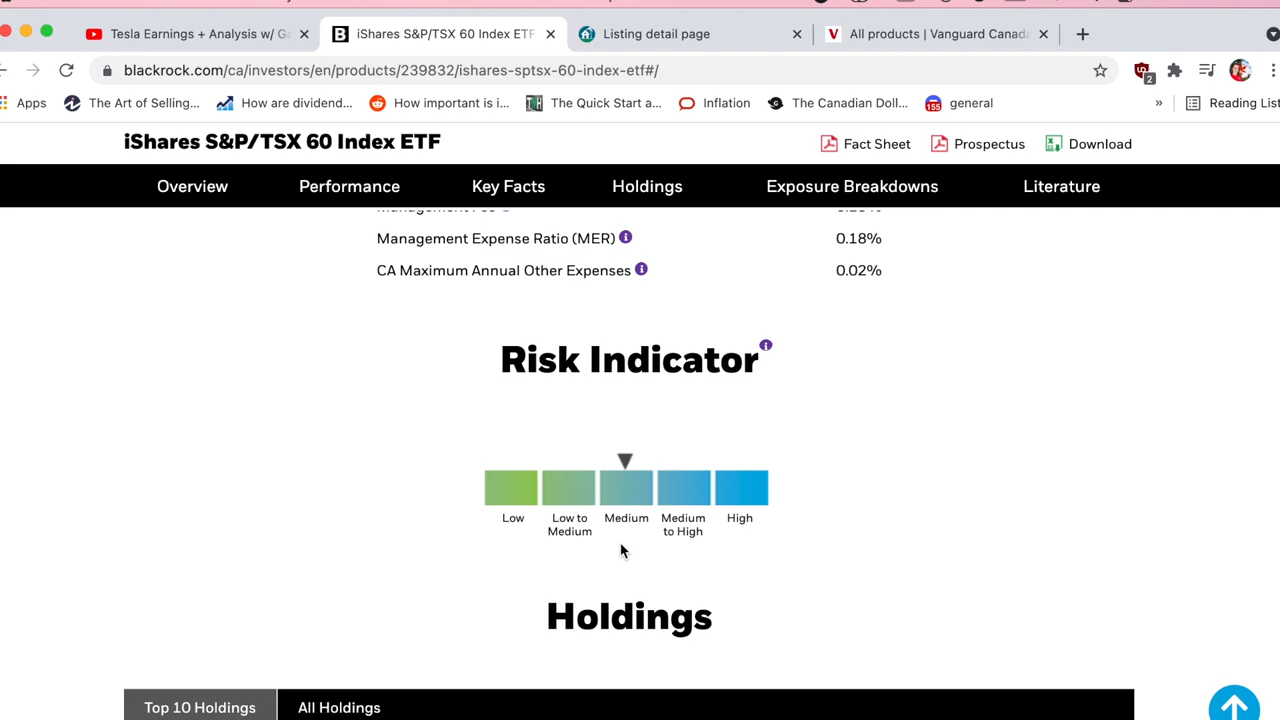 Tesla Earnings + Analysis w/ Ga
iShares S&P/TSX 60 Index ETF
Listing detail page
All products | Vanguard Canada
blackrock.com/ca/investors/en/products/239832/ishares-sptsx-60-index-etf#/
2
Apps
The Art of Selling...
How are dividend...
How important is i...
The Quick Start a...
Inflation
The Canadian Doll...
155
general
»
Reading List
iShares S&P/TSX 60 Index ETF
Fact Sheet
Prospectus
Download
Overview
Performance
Key Facts
Holdings
Exposure Breakdowns
Literature
Management Expense Ratio (MER)
0.18%
CA Maximum Annual Other Expenses
0.02%
Risk Indicator
Low
Low to
Medium
Medium
Medium
to High
High
Holdings
Top 10 Holdings
All Holdings